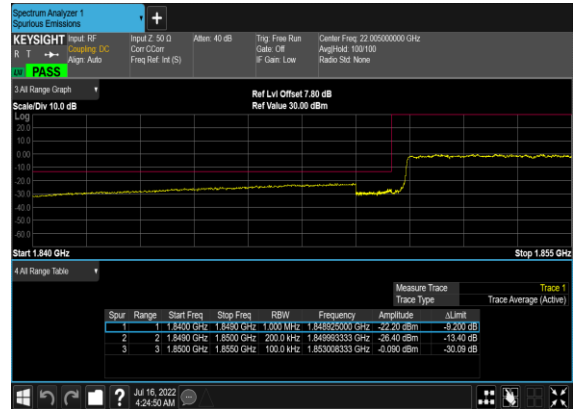 Spectrum Analyzer 1
Spurious Emissions
+
KEYSIGHT Input: RF Input Z: 50 Ω Atten: 40 dB Trig: Free Run Center Freq: 22.005000000 GHz
R T Coupling: DC Corr CCorr Gate: Off Avg|Hold: 100/100
Align: Auto Freq Ref: Int (S) IF Gain: Low Radio Std: None
LW PASS
3 All Range Graph
Ref Lvl Offset 7.80 dB
Scale/Div 10.0 dB Ref Value 30.00 dBm
Log
20.0
10.0
0.00
-10.0
-20.0
-30.0
-40.0
-50.0
-60.0
Start 1.840 GHz Stop 1.855 GHz
4 All Range Table
Measure Trace Trace 1
Trace Type Trace Average (Active)
Spur Range Start Freq Stop Freq RBW Frequency Amplitude ΔLimit
1 1 1.8400 GHz 1.8490 GHz 1.000 MHz 1.848925000 GHz -22.20 dBm -9.200 dB
2 2 1.8490 GHz 1.8500 GHz 200.0 kHz 1.849993333 GHz -26.40 dBm -13.40 dB
3 3 1.8500 GHz 1.8550 GHz 100.0 kHz 1.853008333 GHz -0.090 dBm -30.09 dB
? Jul 16, 2022
4:24:50 AM